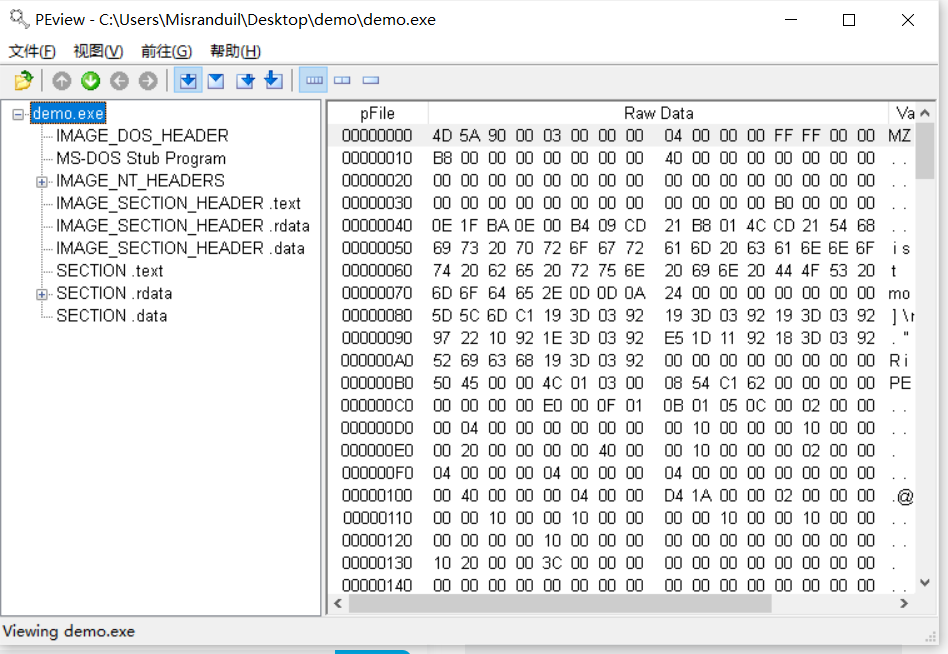 PEview - C:\Users\Misranduil\Desktop\demo\demo.exe
文件(F) 视图(V) 前往(G) 帮助(H)
demo.exe
IMAGE_DOS_HEADER
MS-DOS Stub Program
IMAGE_NT_HEADERS
IMAGE_SECTION_HEADER .text
IMAGE_SECTION_HEADER .rdata
IMAGE_SECTION_HEADER .data
SECTION .text
SECTION .rdata
SECTION .data
pFile Raw Data Va
00000000 4D 5A 90 00 03 00 00 00 04 00 00 00 FF FF 00 00 MZ
00000010 B8 00 00 00 00 00 00 00 40 00 00 00 00 00 00 00 . .
00000020 00 00 00 00 00 00 00 00 00 00 00 00 00 00 00 00 . .
00000030 00 00 00 00 00 00 00 00 00 00 00 00 B0 00 00 00 . .
00000040 0E 1F BA 0E 00 B4 09 CD 21 B8 01 4C CD 21 54 68 . .
00000050 69 73 20 70 72 6F 67 72 61 6D 20 63 61 6E 6E 6F i s
00000060 74 20 62 65 20 72 75 6E 20 69 6E 20 44 4F 53 20 t
00000070 6D 6F 64 65 2E 0D 0D 0A 24 00 00 00 00 00 00 00 mo
00000080 5D 5C 6D C1 19 3D 03 92 19 3D 03 92 19 3D 03 92 ] \
00000090 97 22 10 92 1E 3D 03 92 E5 1D 11 92 18 3D 03 92 . "
000000A0 52 69 63 68 19 3D 03 92 00 00 00 00 00 00 00 00 Ri
000000B0 50 45 00 00 4C 01 03 00 08 54 C1 62 00 00 00 00 PE
000000C0 00 00 00 00 E0 00 0F 01 0B 01 05 0C 00 02 00 00 . .
000000D0 00 04 00 00 00 00 00 00 00 10 00 00 00 10 00 00 . .
000000E0 00 20 00 00 00 00 40 00 00 10 00 00 00 02 00 00 .
000000F0 04 00 00 00 04 00 00 00 04 00 00 00 00 00 00 00 . .
00000100 00 40 00 00 00 04 00 00 D4 1A 00 00 02 00 00 00 .@
00000110 00 00 10 00 00 10 00 00 00 00 10 00 00 10 00 00 . .
00000120 00 00 00 00 10 00 00 00 00 00 00 00 00 00 00 00 . .
00000130 10 20 00 00 3C 00 00 00 00 00 00 00 00 00 00 00 .
00000140 00 00 00 00 00 00 00 00 00 00 00 00 00 00 00 00 . .
Viewing demo.exe